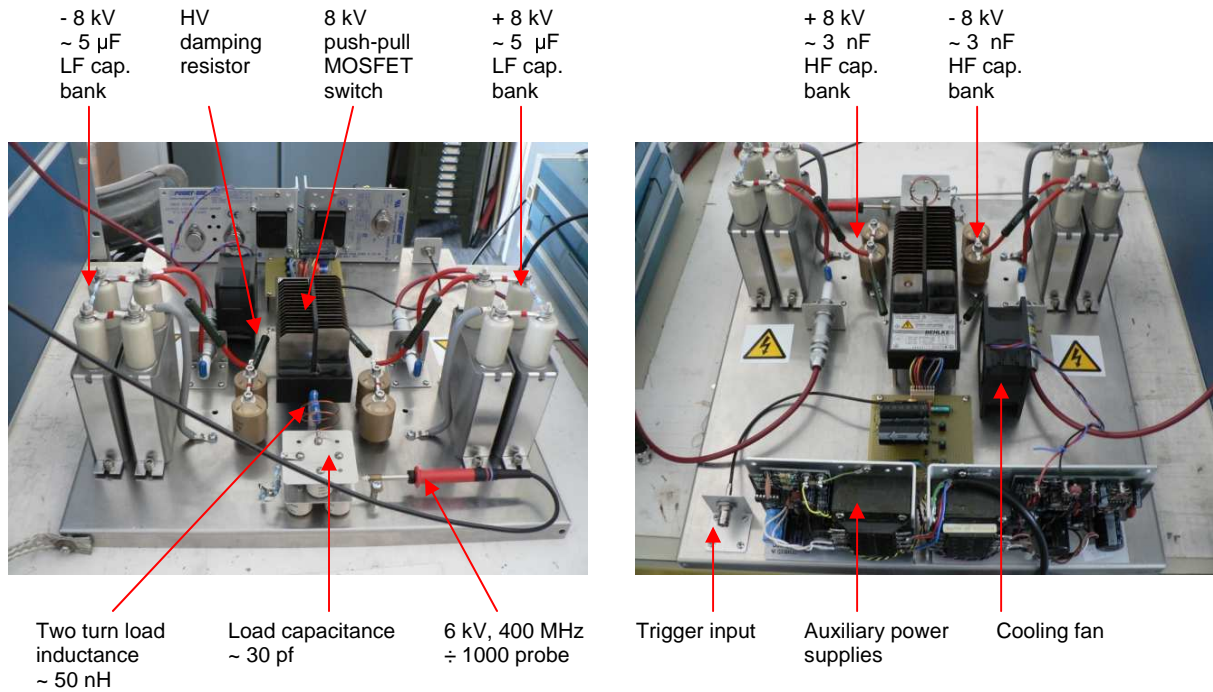 - 8 kV
~ 5 µF
LF cap.
bank
HV
damping
resistor
8 kV
push-pull
MOSFET
switch
+ 8 kV
~ 5 µF
LF cap.
bank
+ 8 kV
~ 3 nF
HF cap.
bank
- 8 kV
~ 3 nF
HF cap.
bank
BEHLKE
Two turn load
inductance
~ 50 nH
Load capacitance
~ 30 pf
6 kV, 400 MHz
÷ 1000 probe
Trigger input
Auxiliary power
supplies
Cooling fan